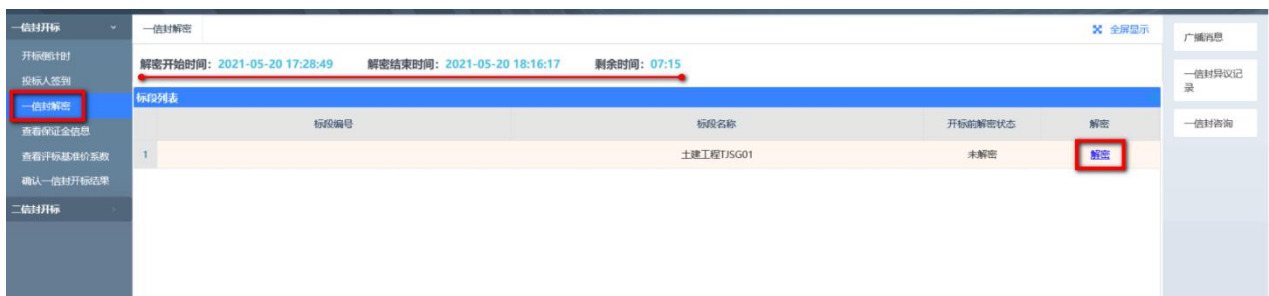 一信封开标
开标倒计时
投标人签到
一信封解密
查看保证金信息
查看评标基准价系数
确认一信封开标结果
二信封开标
一信封解密
全屏显示
解密开始时间：2021-05-20 17:28:49 解密结束时间：2021-05-20 18:16:17 剩余时间：07:15
标段列表
标段编号 标段名称 开标前解密状态 解密
1 土建工程TJSG01 未解密 解密
广播消息
一信封异议记
录
一信封咨询